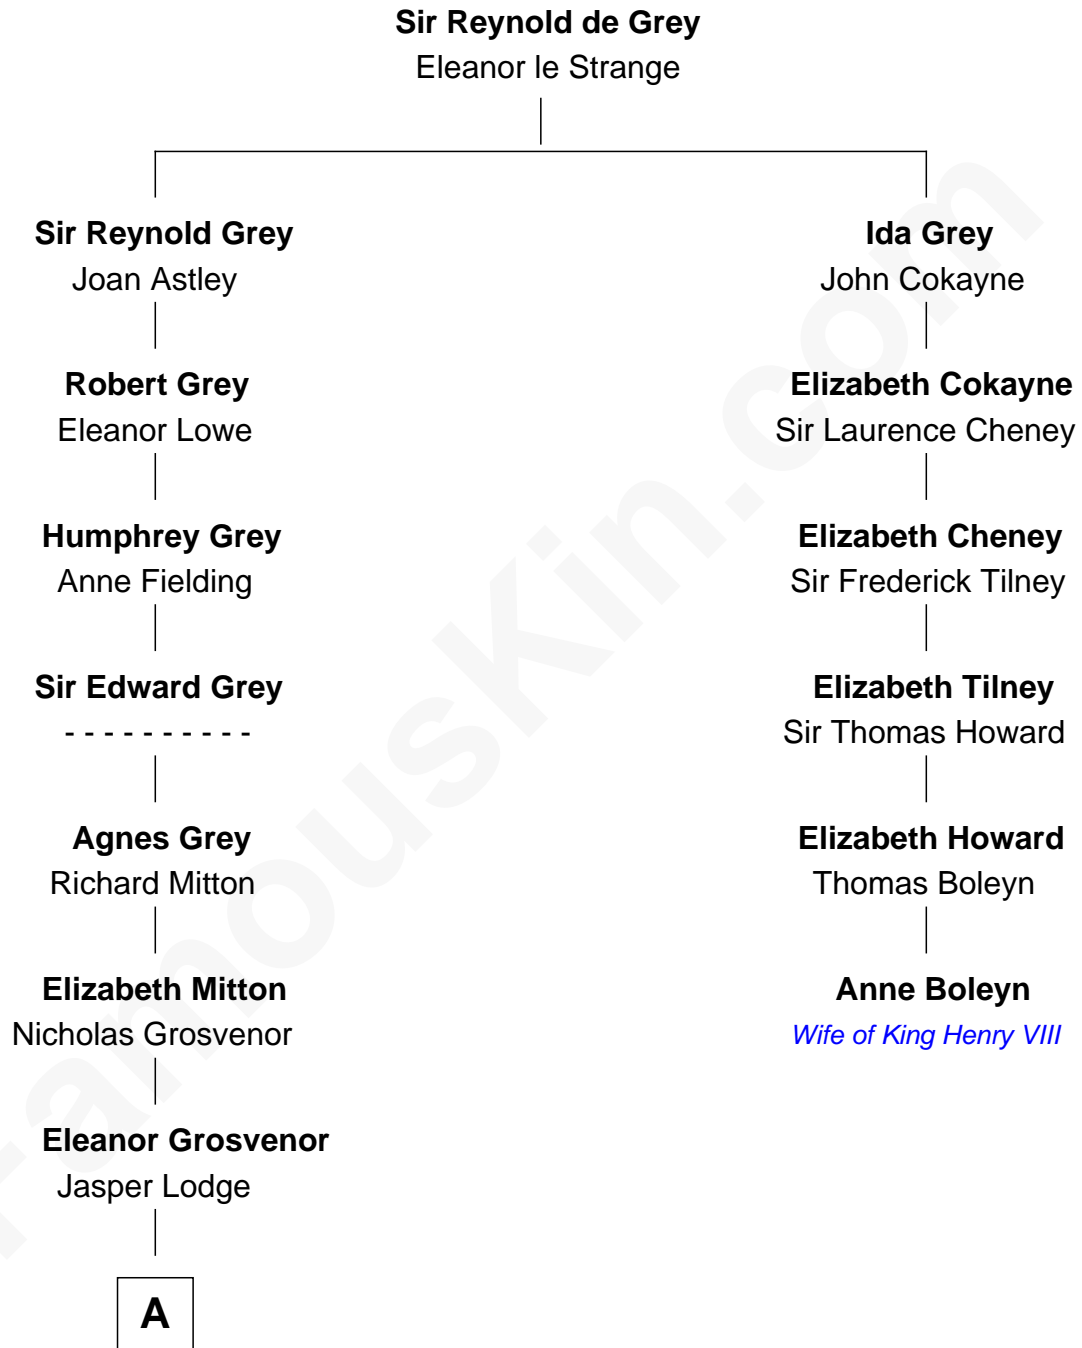 Sir Reynold de Grey
Eleanor le Strange
Sir Reynold Grey
Joan Astley
Ida Grey
John Cokayne
Robert Grey
Eleanor Lowe
Elizabeth Cokayne
Sir Laurence Cheney
Humphrey Grey
Anne Fielding
Elizabeth Cheney
Sir Frederick Tilney
Sir Edward Grey
- - - - - - - - - -
Elizabeth Tilney
Sir Thomas Howard
Agnes Grey
Richard Mitton
Elizabeth Howard
Thomas Boleyn
Elizabeth Mitton
Nicholas Grosvenor
Anne Boleyn
Wife of King Henry VIII
Eleanor Grosvenor
Jasper Lodge
A
FamousKin.com